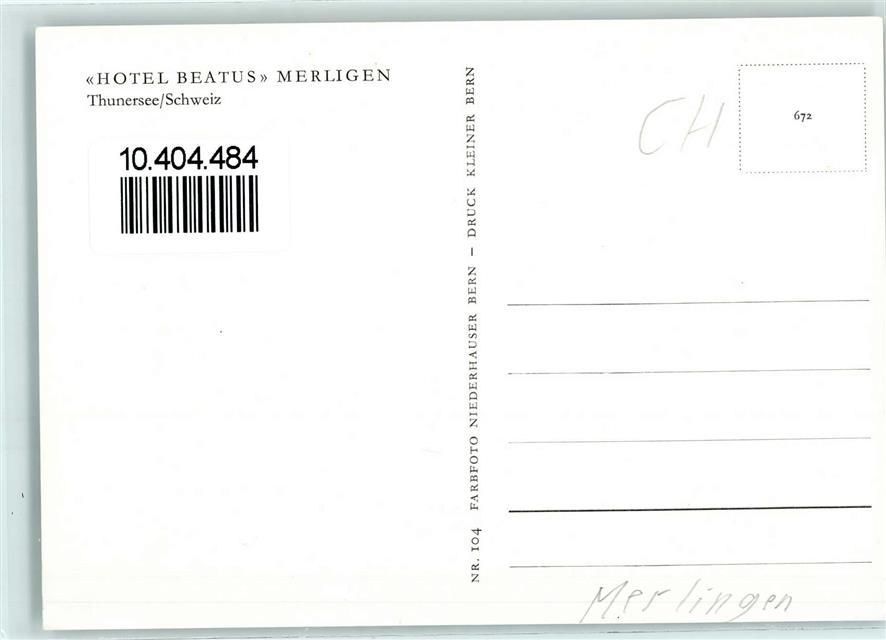 «HOTEL BEATUS» MERLIGEN
Thunersee/Schweiz
10.404.484
NR. 104 FARBFOTO NIEDERHAUSER BERN – DRUCK KLEINER BERN
CH
672
Merlingen